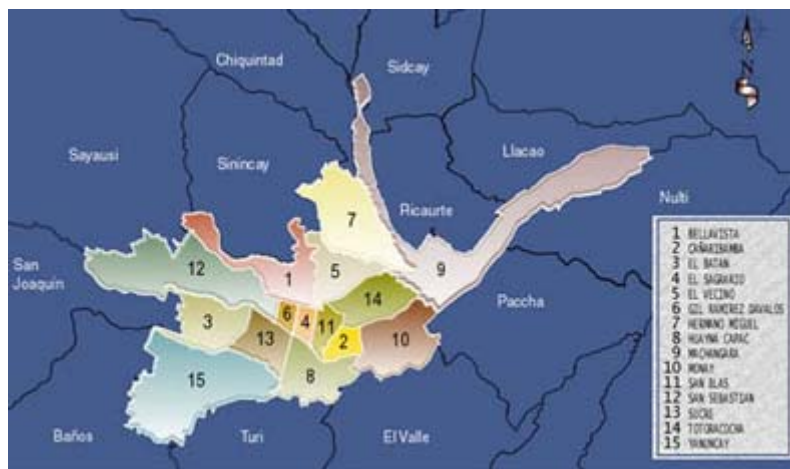 Chiquintad
Sidcay
N
Sayausi
Sinincay
Llacao
Nulti
Ricaurte
7
San
Joaquín
12
1
5
9
14
Paccha
3
13
6
4
11
2
10
15
8
Baños
Turi
El Valle
1 BELLAVISTA
2 CAÑARIBAMBA
3 EL BATAN
4 EL SAGRARIO
5 EL VECINO
6 GIL RAMIREZ DAVALOS
7 HERMANO MIGUEL
8 HUAYNA CAPAC
9 MACHANGARA
10 MONAY
11 SAN BLAS
12 SAN SEBASTIAN
13 SUCRE
14 TOTORACOCHA
15 YANUNCAY